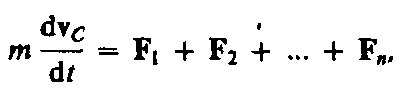 m dv_C/dt = F_1 + F_2 + ... + F_n,